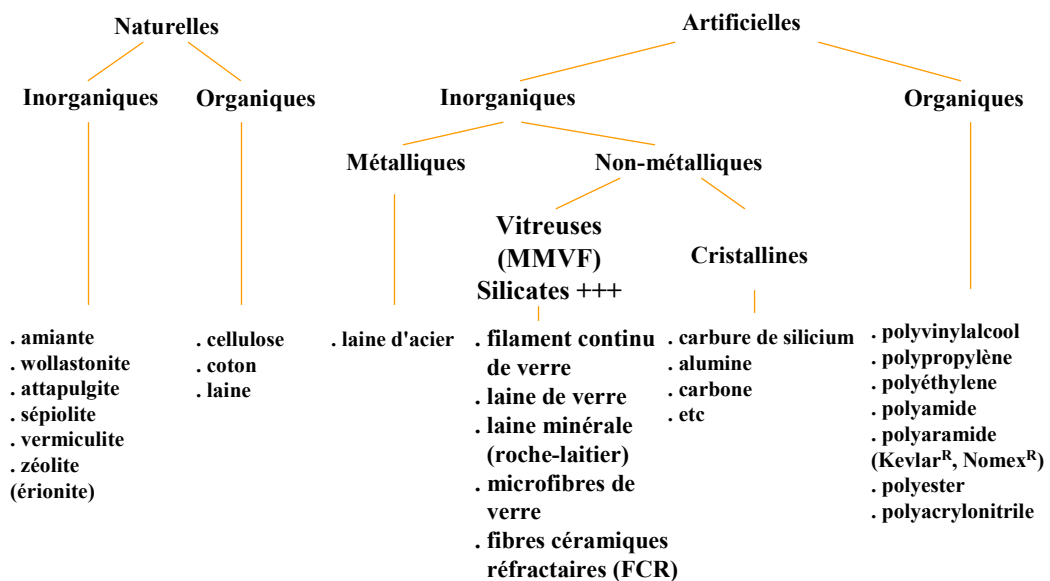 Naturelles
Artificielles
Inorganiques
Organiques
Inorganiques
Organiques
Métalliques
Non-métalliques
Vitreuses
(MMVF)
Silicates +++
Cristallines
. amiante
. wollastonite
. attapulgite
. sépiolite
. vermiculite
. zéolite
(érionite)
. cellulose
. coton
. laine
. laine d'acier
. filament continu
de verre
. laine de verre
. laine minérale
(roche-laitier)
. microfibres de
verre
. fibres céramiques
réfractaires (FCR)
. carbure de silicium
. alumine
. carbone
. etc
. polyvinylalcool
. polypropylène
. polyéthylene
. polyamide
. polyaramide
(Kevlarᴿ, Nomexᴿ)
. polyester
. polyacrylonitrile